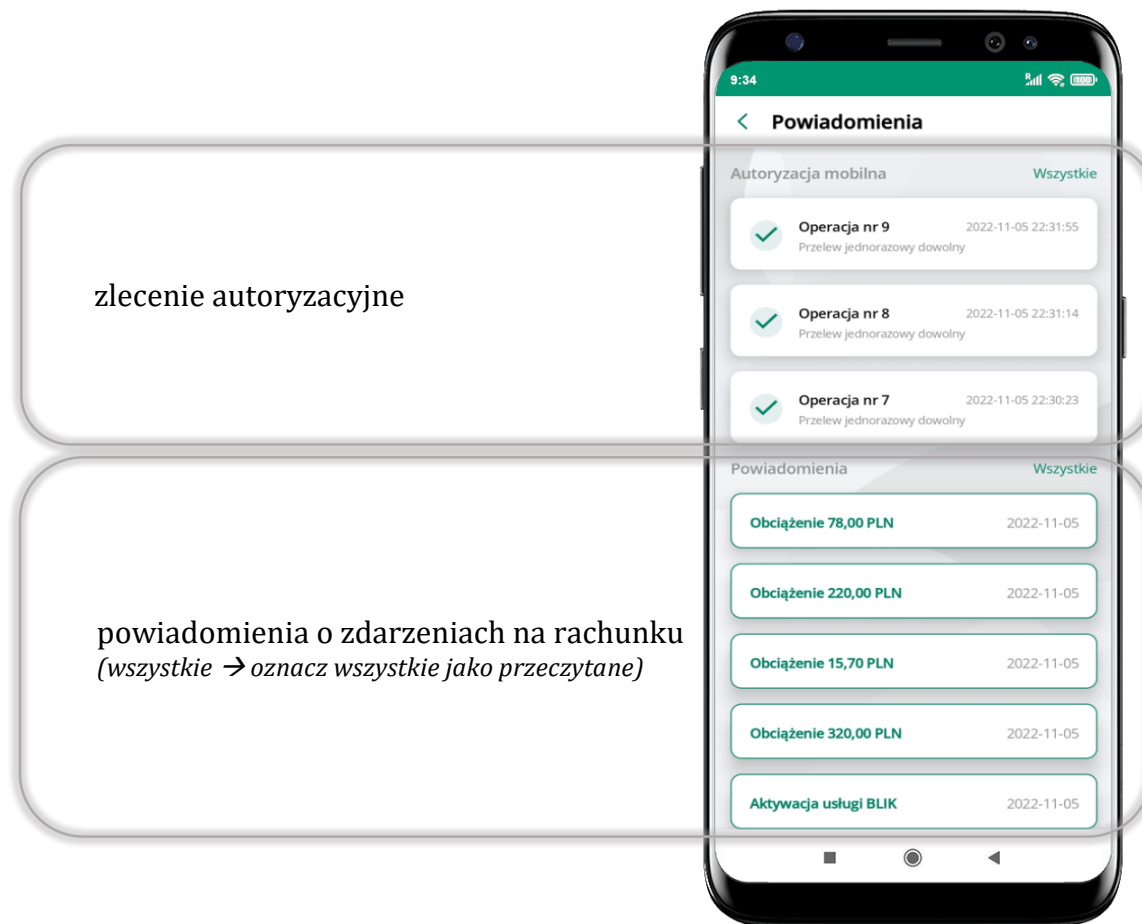 9:34
Powiadomienia
Autoryzacja mobilna Wszystkie
Operacja nr 9 2022-11-05 22:31:55
Przelew jednorazowy dowolny
zlecenie autoryzacyjne
Operacja nr 8 2022-11-05 22:31:14
Przelew jednorazowy dowolny
Operacja nr 7 2022-11-05 22:30:23
Przelew jednorazowy dowolny
Powiadomienia Wszystkie
Obciążenie 78,00 PLN 2022-11-05
Obciążenie 220,00 PLN 2022-11-05
powiadomienia o zdarzeniach na rachunku
(wszystkie → oznacz wszystkie jako przeczytane)
Obciążenie 15,70 PLN 2022-11-05
Obciążenie 320,00 PLN 2022-11-05
Aktywacja usługi BLIK 2022-11-05